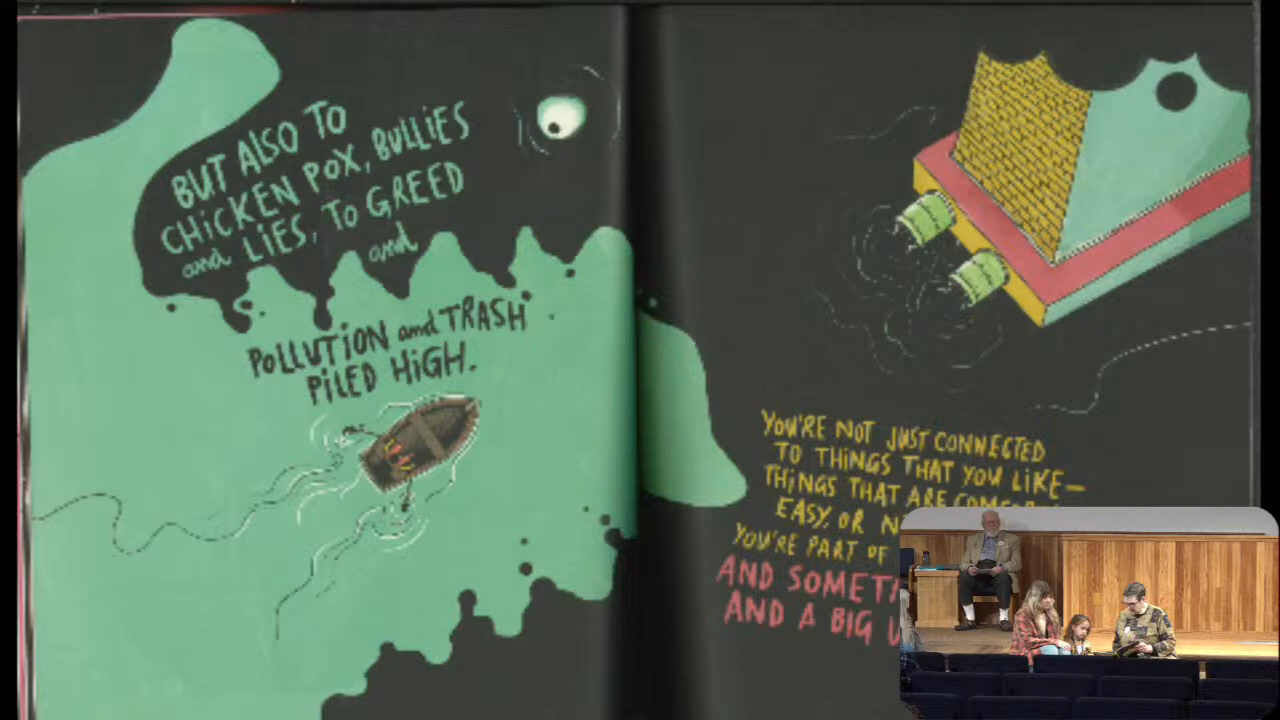 BUT ALSO TO
CHiCKEN POX, BULLiES
and LiES, TO GREED
and
POLLUTiON and TRASH
PiLED HiGH.
YOU'RE NOT JUST CONNECTED
TO THiNGS THAT YOU LiKE—
THiNGS THAT ARE
EASY, OR
YOU'RE PART OF
AND
AND A BiG